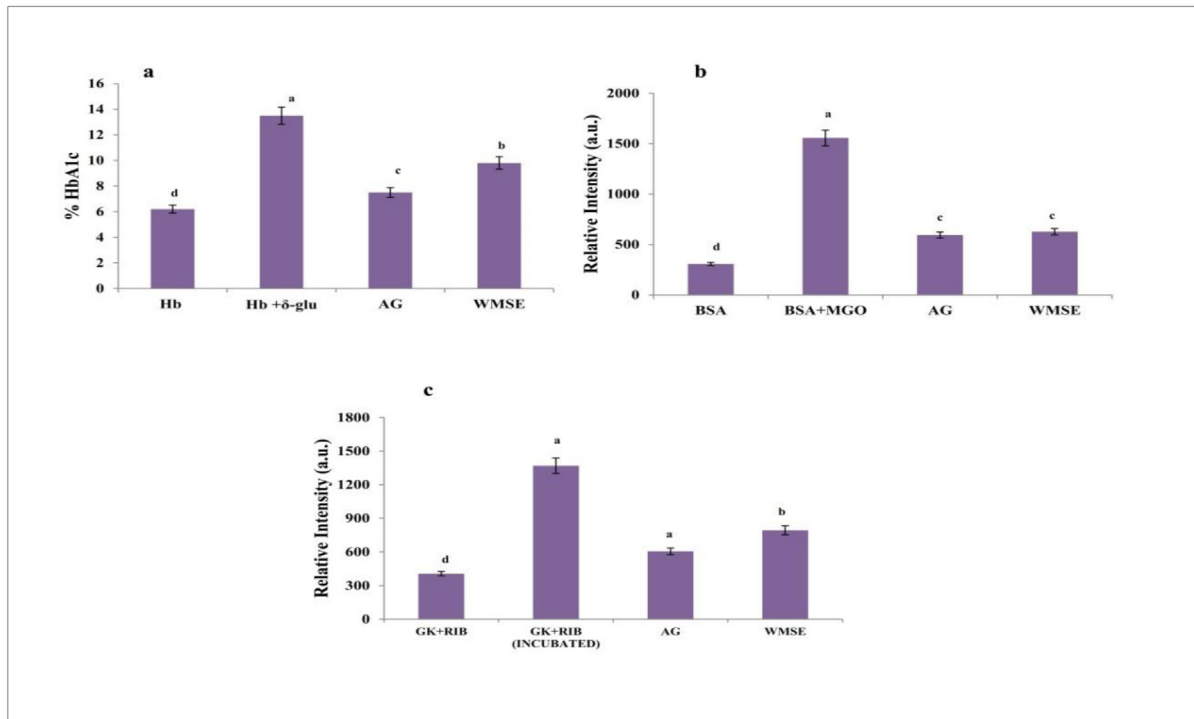 a
% HbA1c
16
14
12
10
8
6
4
2
0
d
a
c
b
Hb Hb +δ-glu AG WMSE
b
Relative Intensity (a.u.)
2000
1500
1000
500
0
d
a
c
c
BSA BSA+MGO AG WMSE
c
Relative Intensity (a.u.)
1800
1500
1200
900
600
300
0
d
a
a
b
GK+RIB GK+RIB AG WMSE
(INCUBATED)